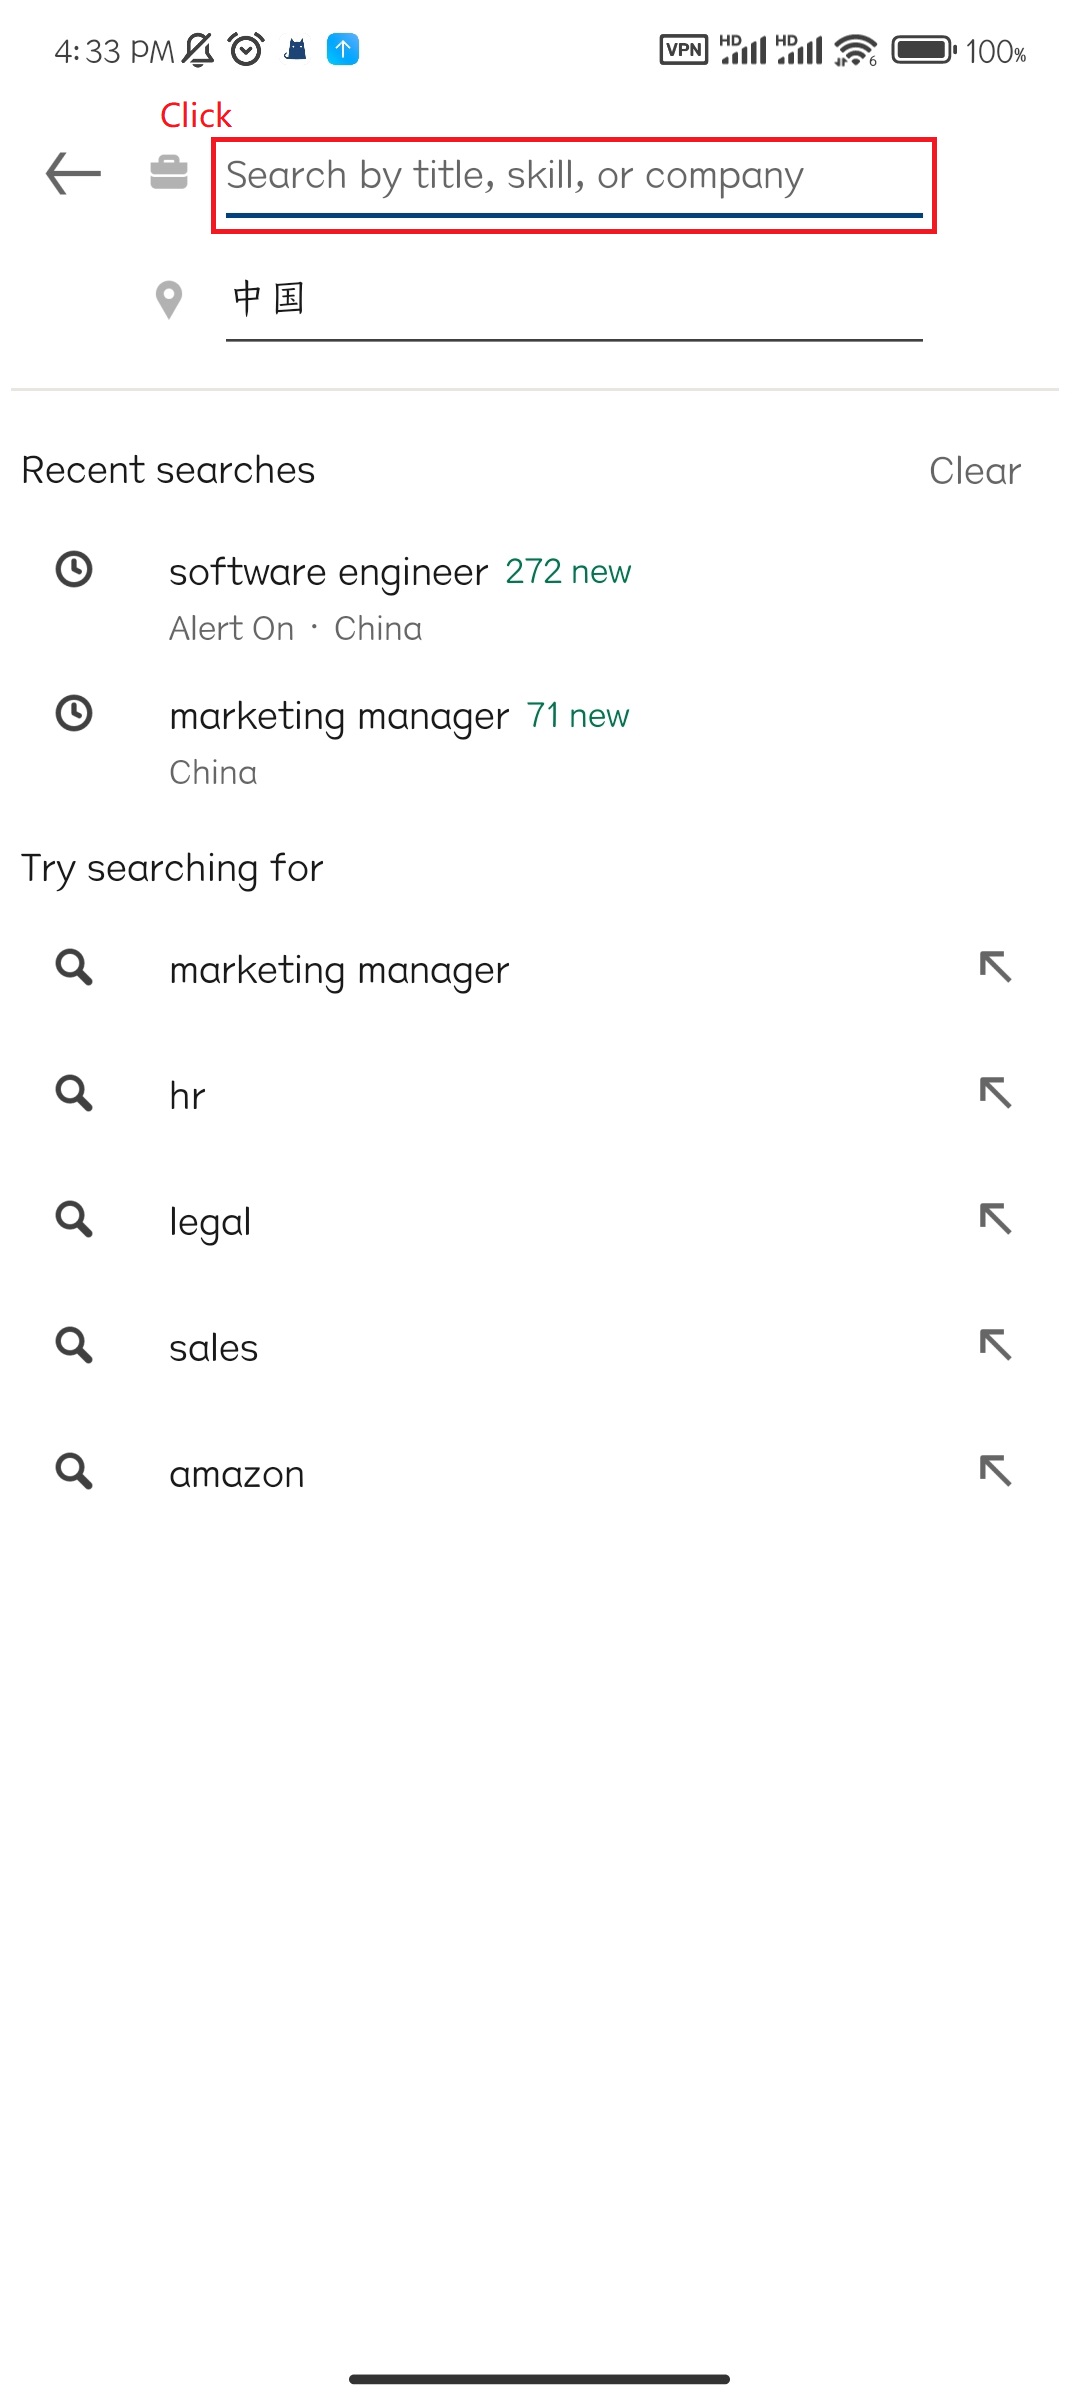 4:33 PM VPN HD HD 6 100%
Click
Search by title, skill, or company
中国
Recent searches Clear
software engineer 272 new
Alert On · China
marketing manager 71 new
China
Try searching for
marketing manager
hr
legal
sales
amazon